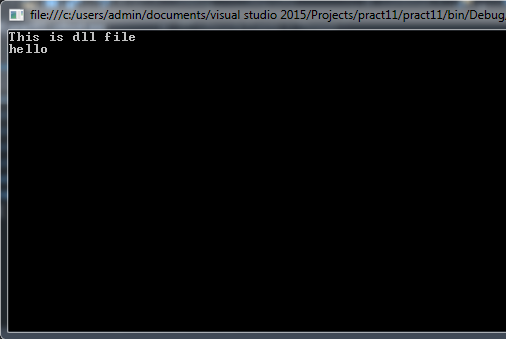 file:///c:/users/admin/documents/visual studio 2015/Projects/pract11/pract11/bin/Debug,
This is dll file
hello